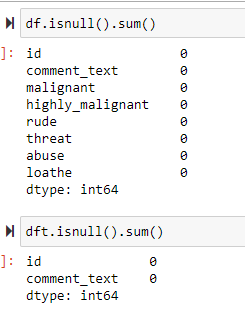 df.isnull().sum()
]: id 0
comment_text 0
malignant 0
highly_malignant 0
rude 0
threat 0
abuse 0
loathe 0
dtype: int64
dft.isnull().sum()
]: id 0
comment_text 0
dtype: int64